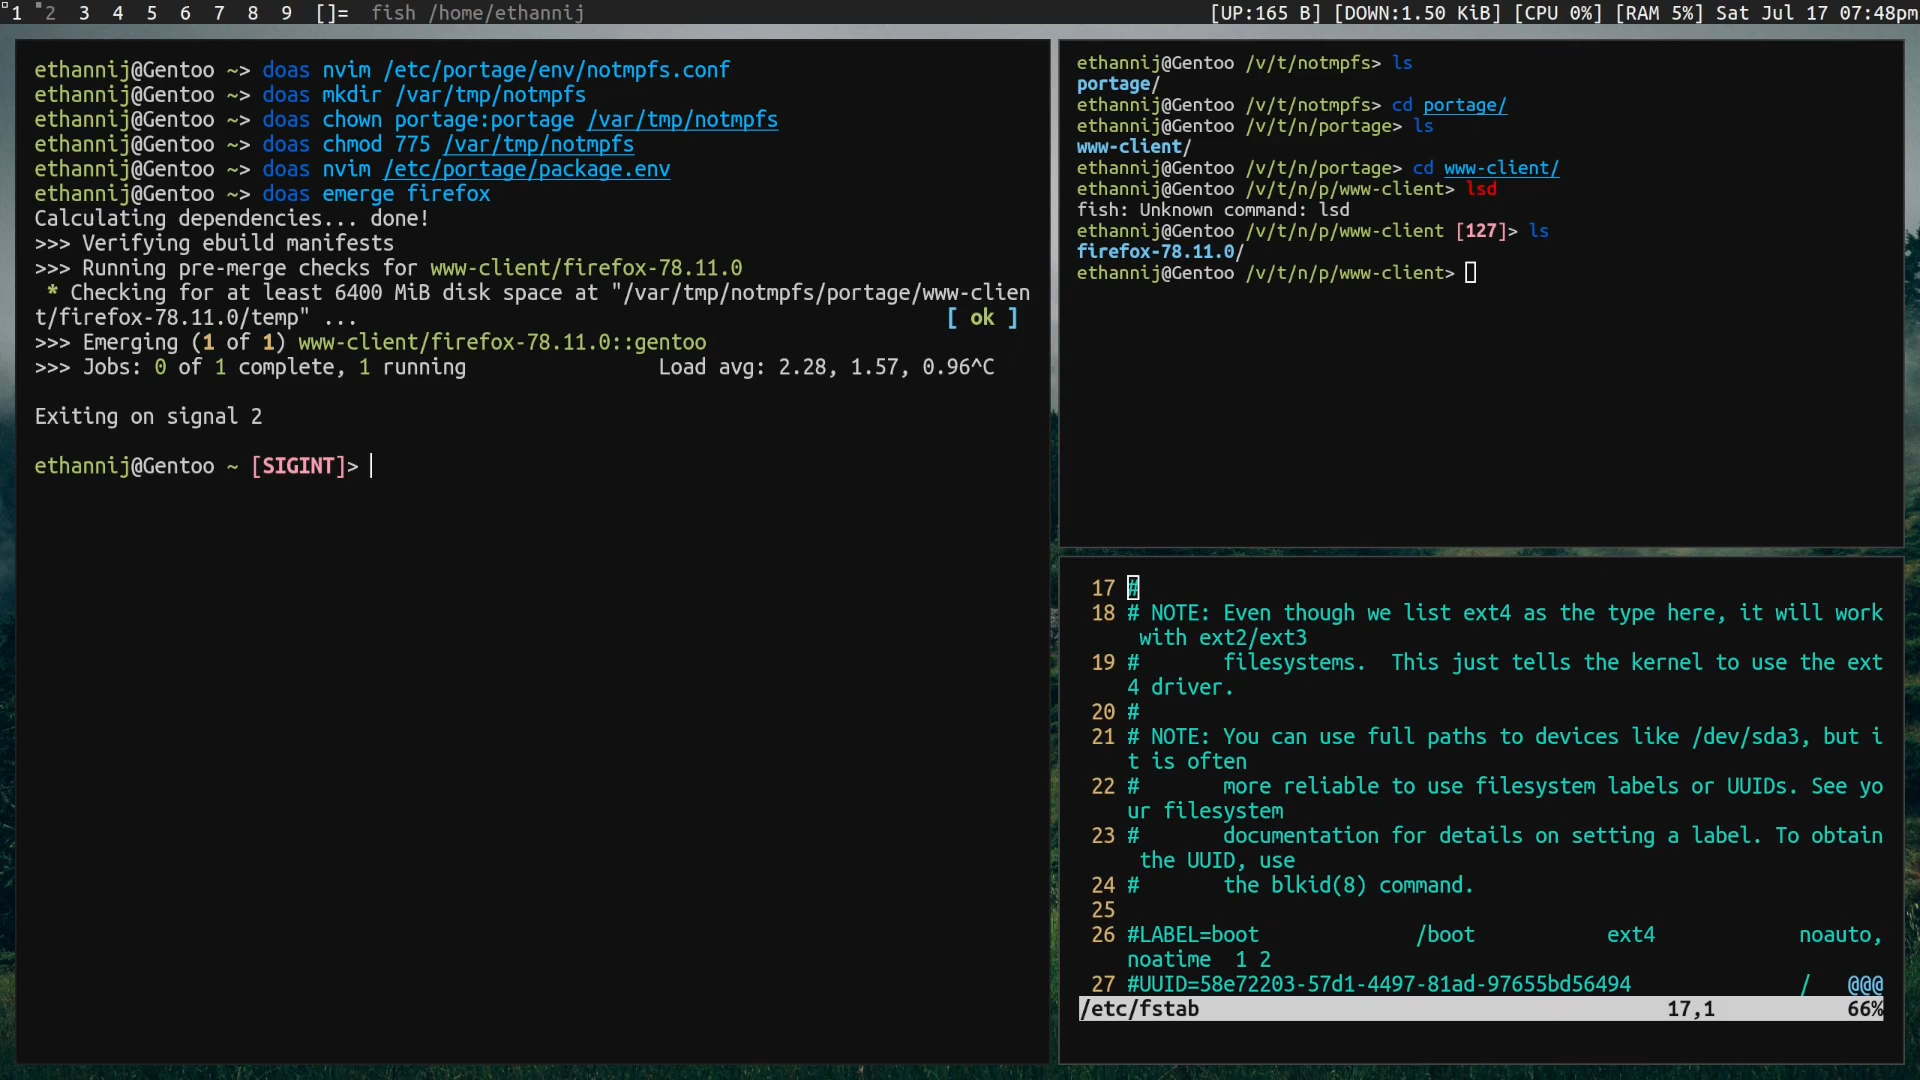 1 2 3 4 5 6 7 8 9 []= fish /home/ethannij [UP:165 B] [DOWN:1.50 KiB] [CPU 0%] [RAM 5%] Sat Jul 17 07:48pm
ethannij@Gentoo ~> doas nvim /etc/portage/env/notmpfs.conf
ethannij@Gentoo ~> doas mkdir /var/tmp/notmpfs
ethannij@Gentoo ~> doas chown portage:portage /var/tmp/notmpfs
ethannij@Gentoo ~> doas chmod 775 /var/tmp/notmpfs
ethannij@Gentoo ~> doas nvim /etc/portage/package.env
ethannij@Gentoo ~> doas emerge firefox
Calculating dependencies... done!
>>> Verifying ebuild manifests
>>> Running pre-merge checks for www-client/firefox-78.11.0
 * Checking for at least 6400 MiB disk space at "/var/tmp/notmpfs/portage/www-clien
t/firefox-78.11.0/temp" ... [ ok ]
>>> Emerging (1 of 1) www-client/firefox-78.11.0::gentoo
>>> Jobs: 0 of 1 complete, 1 running Load avg: 2.28, 1.57, 0.96^C
Exiting on signal 2
ethannij@Gentoo ~ [SIGINT]>
ethannij@Gentoo /v/t/notmpfs> ls
portage/
ethannij@Gentoo /v/t/notmpfs> cd portage/
ethannij@Gentoo /v/t/n/portage> ls
www-client/
ethannij@Gentoo /v/t/n/portage> cd www-client/
ethannij@Gentoo /v/t/n/p/www-client> lsd
fish: Unknown command: lsd
ethannij@Gentoo /v/t/n/p/www-client [127]> ls
firefox-78.11.0/
ethannij@Gentoo /v/t/n/p/www-client>
17 #
18 # NOTE: Even though we list ext4 as the type here, it will work
with ext2/ext3
19 # filesystems. This just tells the kernel to use the ext
4 driver.
20 #
21 # NOTE: You can use full paths to devices like /dev/sda3, but i
t is often
22 # more reliable to use filesystem labels or UUIDs. See yo
ur filesystem
23 # documentation for details on setting a label. To obtain
the UUID, use
24 # the blkid(8) command.
25
26 #LABEL=boot /boot ext4 noauto,
noatime 1 2
27 #UUID=58e72203-57d1-4497-81ad-97655bd56494 / @@@
/etc/fstab 17,1 66%